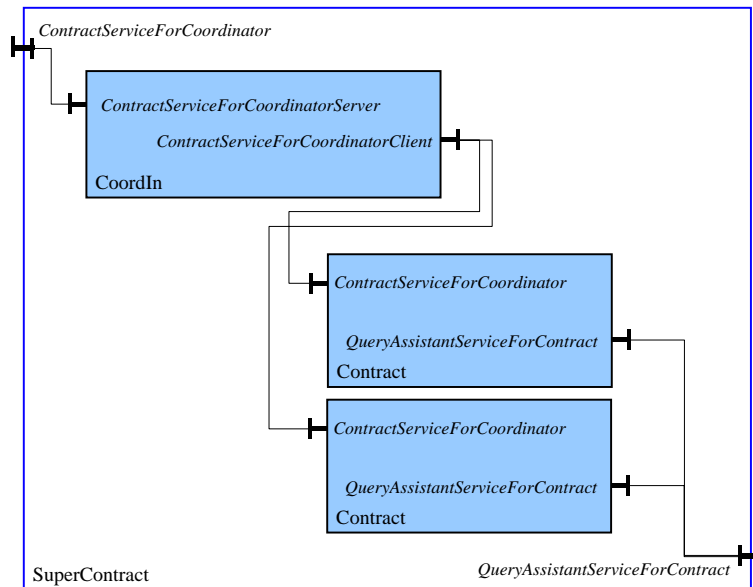 ContractServiceForCoordinator
ContractServiceForCoordinatorServer
ContractServiceForCoordinatorClient
CoordIn
ContractServiceForCoordinator
QueryAssistantServiceForContract
Contract
ContractServiceForCoordinator
QueryAssistantServiceForContract
Contract
SuperContract
QueryAssistantServiceForContract